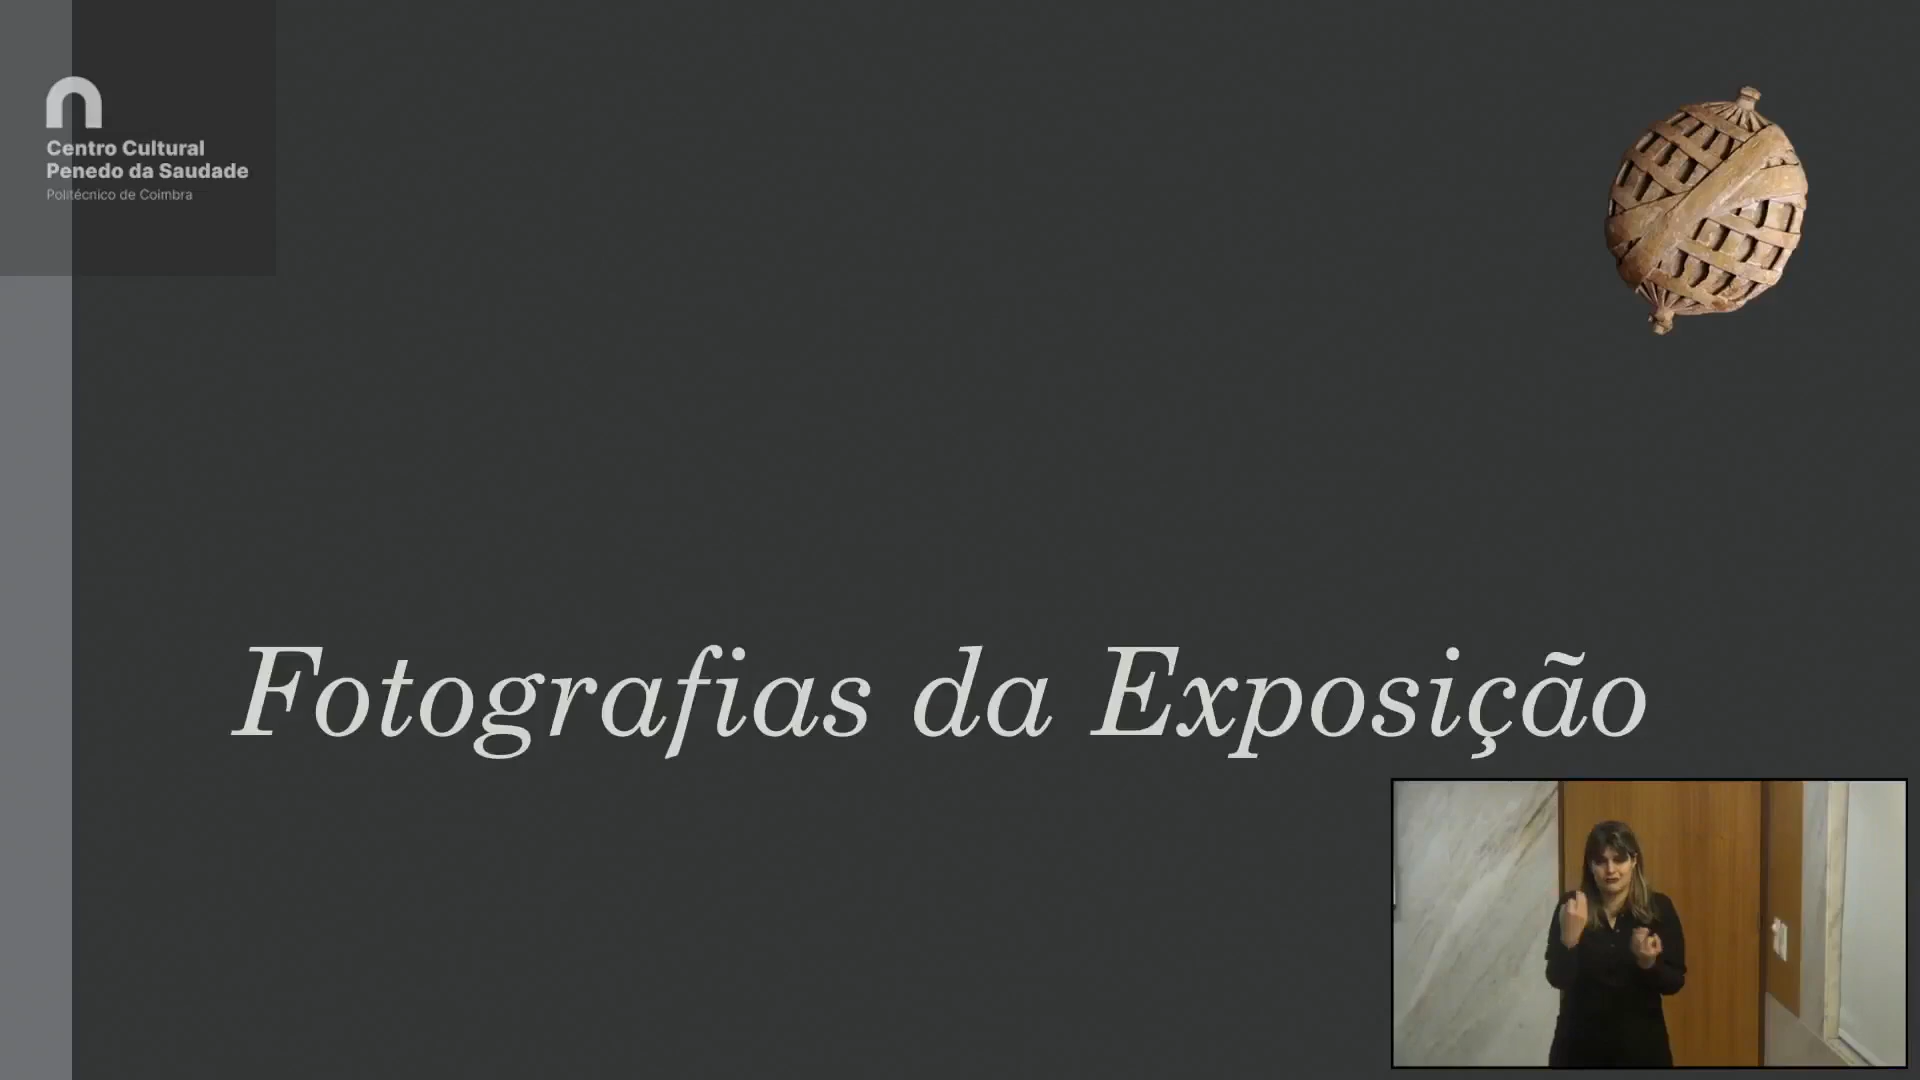 Centro Cultural
Penedo da Saudade
Politécnico de Coimbra
Fotografias da Exposição